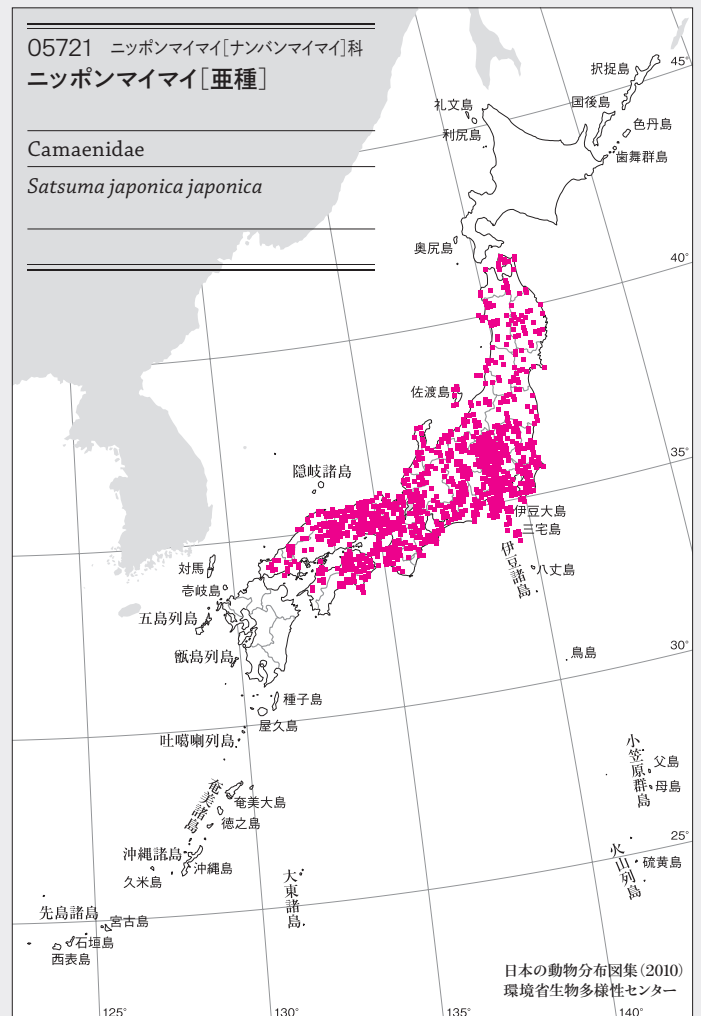 05721 ニッポンマイマイ［ナンバンマイマイ］科
ニッポンマイマイ［亜種］
Camaenidae
Satsuma japonica japonica
択捉島
45°
国後島
礼文島
色丹島
利尻島
歯舞群島
奥尻島
40°
佐渡島
35°
隠岐諸島
伊豆大島
三宅島
伊豆諸島
八丈島
対馬
壱岐島
五島列島
甑島列島
鳥島
30°
種子島
屋久島
吐噶喇列島
小笠原群島
父島
母島
奄美諸島
奄美大島
徳之島
25°
沖縄諸島
沖縄島
久米島
火山列島
硫黄島
大東諸島
先島諸島
宮古島
石垣島
西表島
日本の動物分布図集（2010）
環境省生物多様性センター
125°
130°
135°
140°